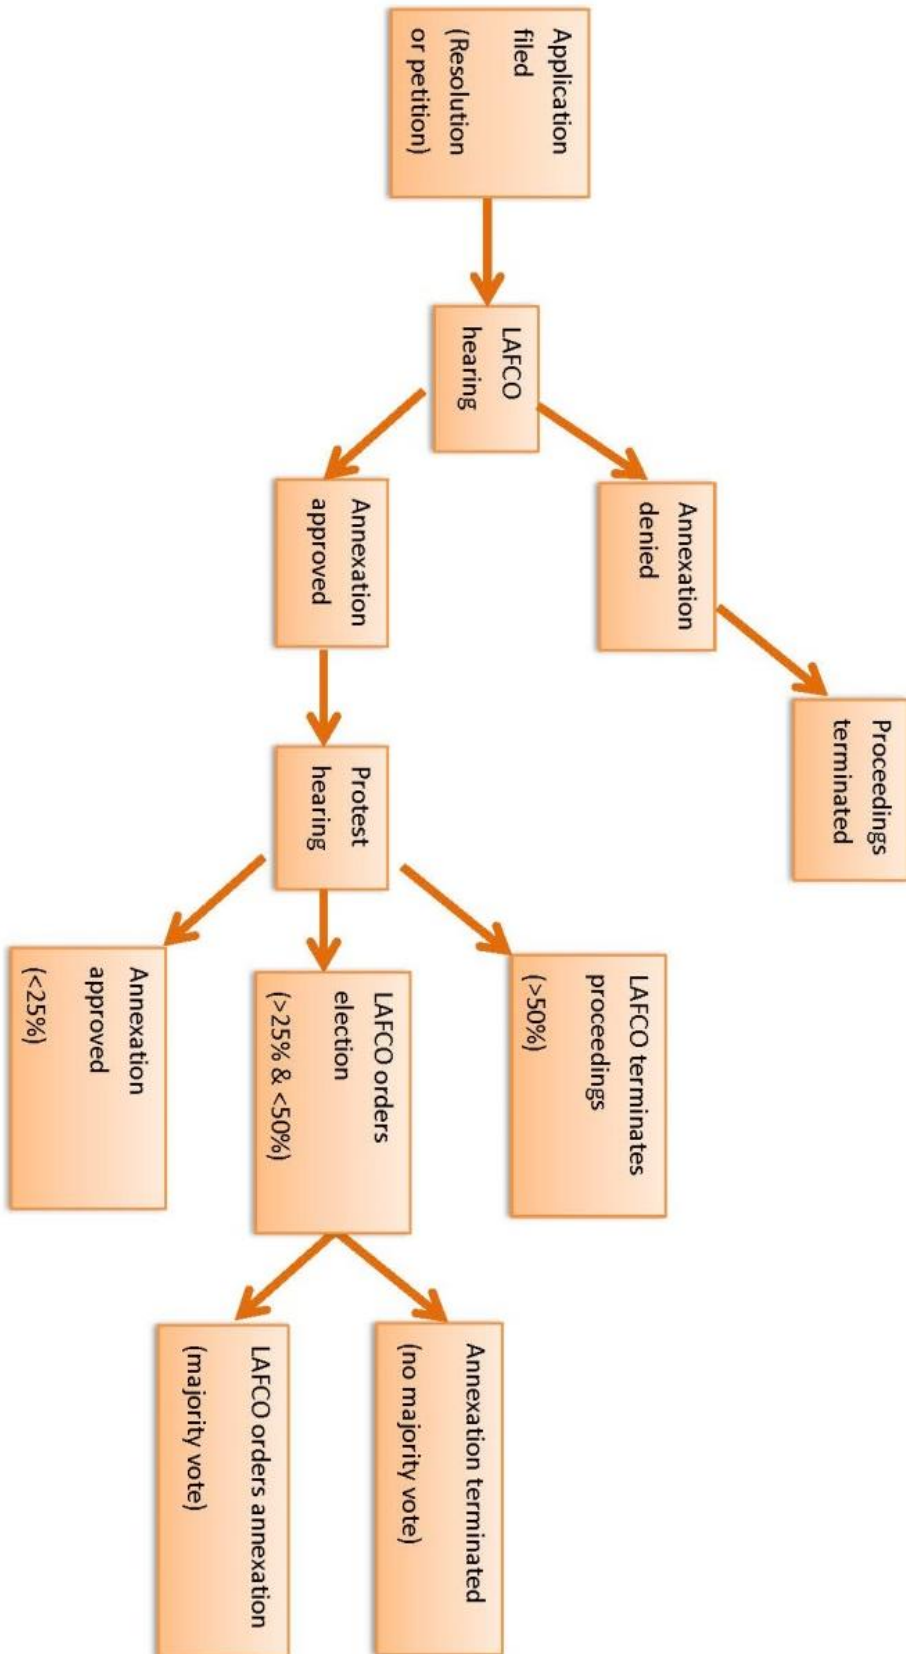 Application
filed
(Resolution
or petition)
LAFCO
hearing
Annexation
denied
Proceedings
terminated
Annexation
approved
Protest
hearing
LAFCO terminates
proceedings
(>50%)
LAFCO orders
election
(>25% & <50%)
Annexation
approved
(<25%)
Annexation terminated
(no majority vote)
LAFCO orders annexation
(majority vote)